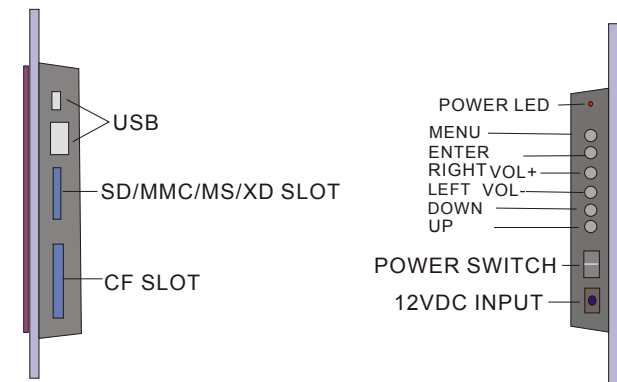 USB
SD/MMC/MS/XD SLOT
CF SLOT
POWER LED
MENU
ENTER
RIGHT VOL+
LEFT VOL-
DOWN
UP
POWER SWITCH
12VDC INPUT